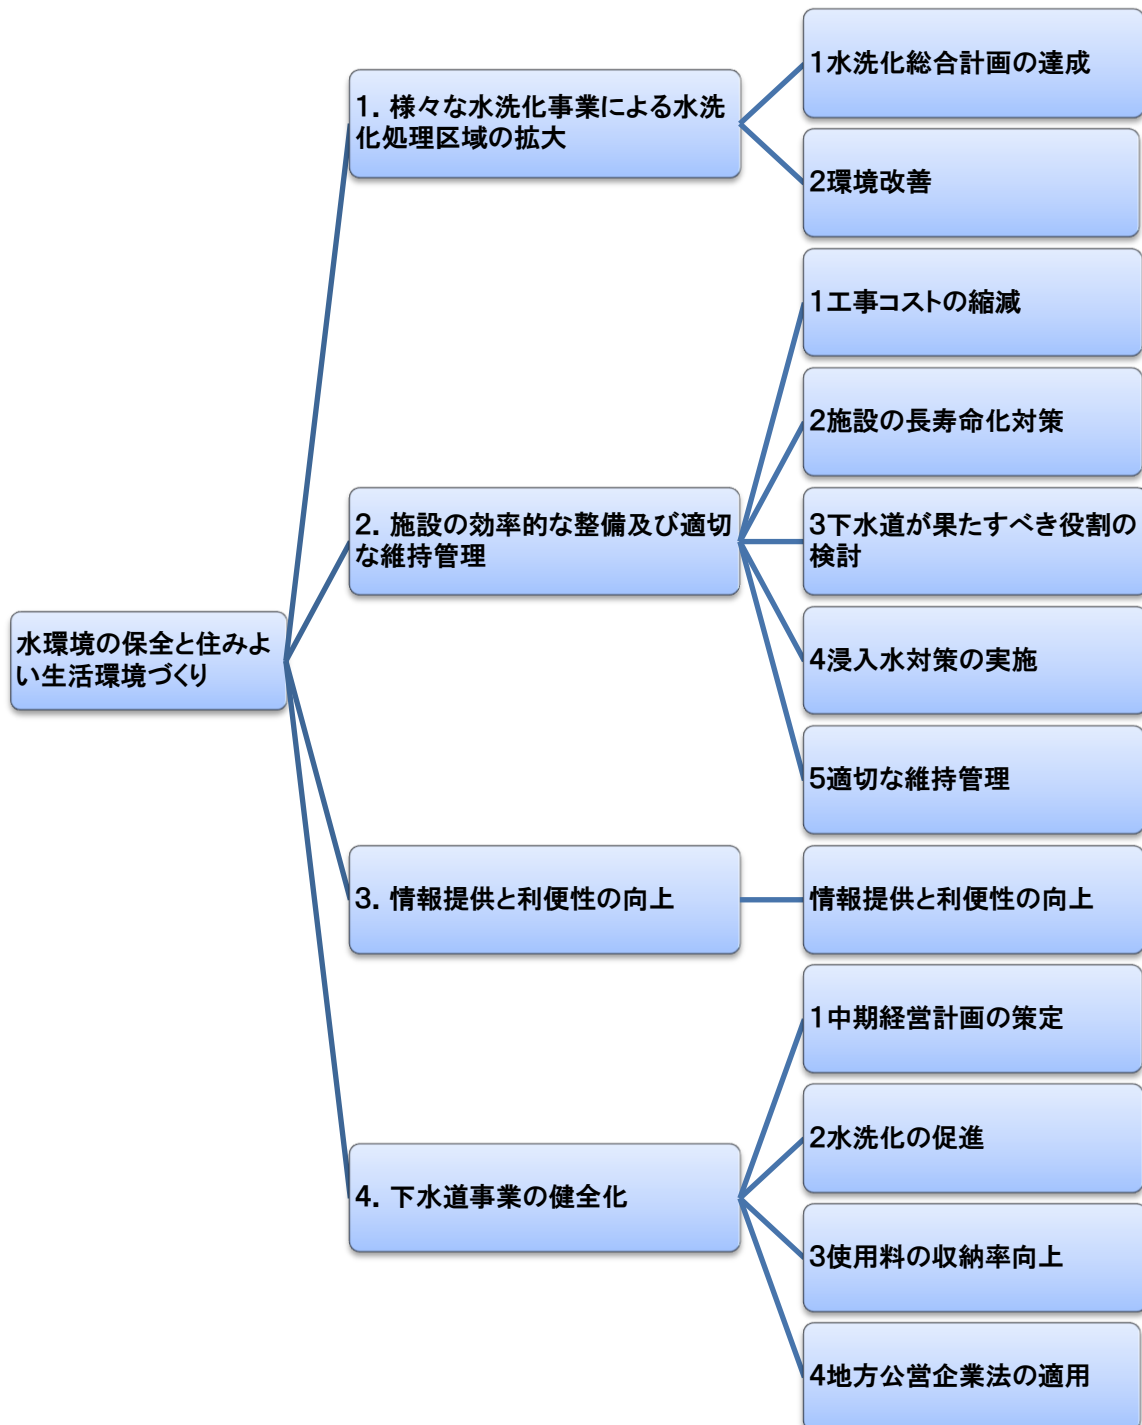 水環境の保全と住みよ
い生活環境づくり
1. 様々な水洗化事業による水洗
化処理区域の拡大
1水洗化総合計画の達成
2環境改善
2. 施設の効率的な整備及び適切
な維持管理
1工事コストの縮減
2施設の長寿命化対策
3下水道が果たすべき役割の
検討
4浸入水対策の実施
5適切な維持管理
3. 情報提供と利便性の向上
情報提供と利便性の向上
4. 下水道事業の健全化
1中期経営計画の策定
2水洗化の促進
3使用料の収納率向上
4地方公営企業法の適用